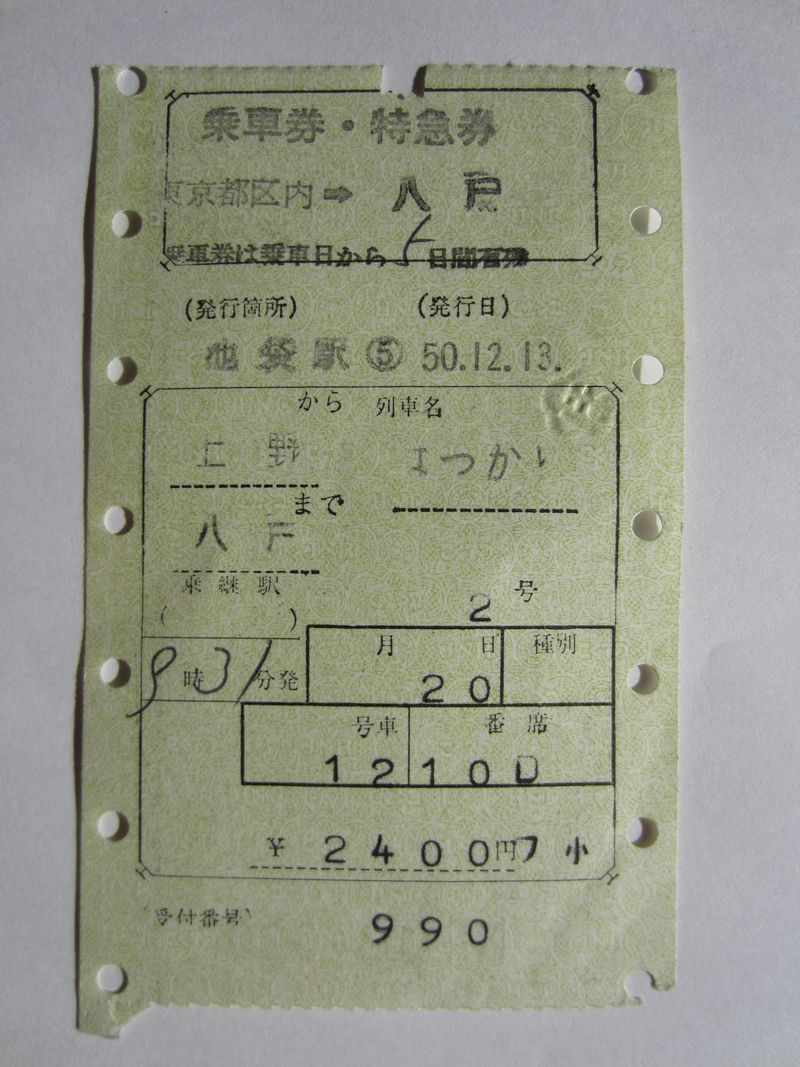 乗車券・特急券
東京都区内➡八戸
乗車券は乗車日から5日間有効
(発行箇所) (発行日)
池袋駅⑤ 50.12.13.
から 列車名
上野 はつかり
まで
八戸
乗継駅
( )
2号
月 日 種別
9時31分発 20
号車 番席
12 10D
¥2400円 フ小
(受付番号)
990